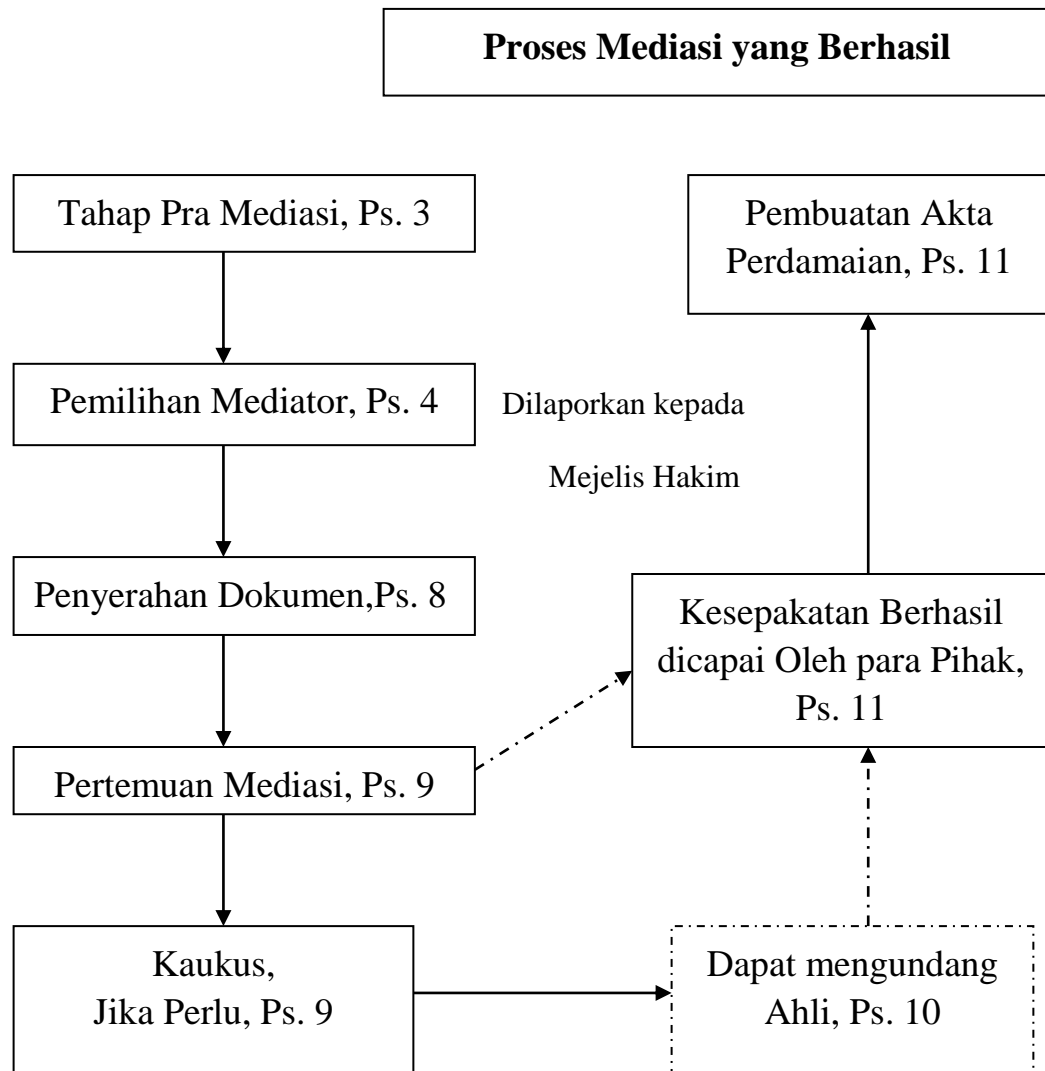 Proses Mediasi yang Berhasil
Tahap Pra Mediasi, Ps. 3
Pemilihan Mediator, Ps. 4
Penyerahan Dokumen,Ps. 8
Pertemuan Mediasi, Ps. 9
Kaukus,
Jika Perlu, Ps. 9
Dapat mengundang
Ahli, Ps. 10
Kesepakatan Berhasil
dicapai Oleh para Pihak,
Ps. 11
Dilaporkan kepada
Mejelis Hakim
Pembuatan Akta
Perdamaian, Ps. 11